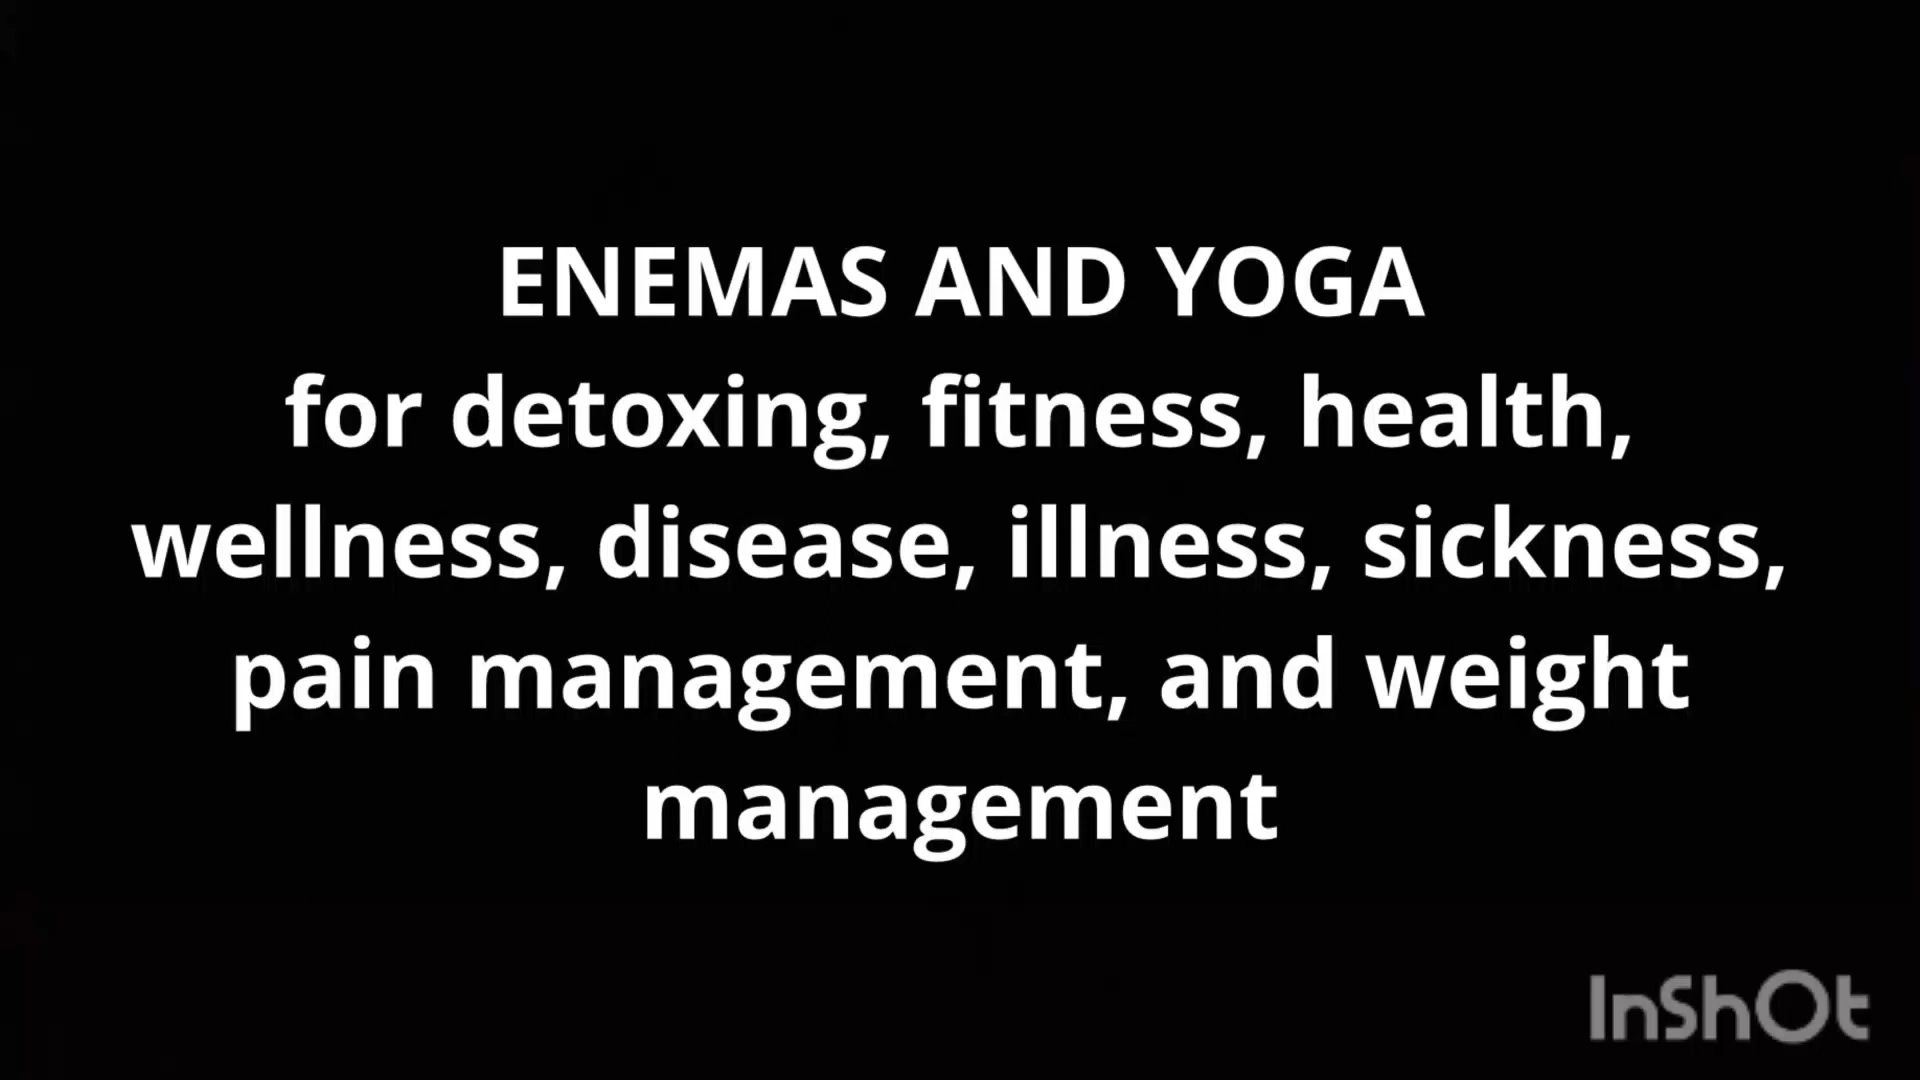 ENEMAS AND YOGA
for detoxing, fitness, health,
wellness, disease, illness, sickness,
pain management, and weight
management
InShOt